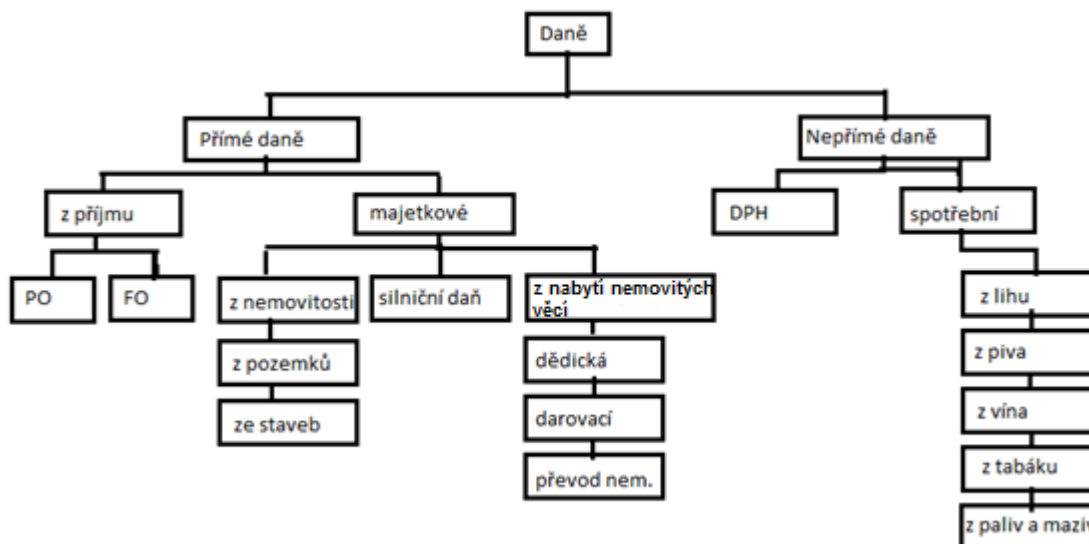 Daně
Přímé daně
Nepřímé daně
z příjmu
majetkové
DPH
spotřební
PO
FO
z nemovitosti
silniční daň
z nabytí nemovitých
věcí
z lihu
z pozemků
dědická
z piva
ze staveb
darovací
z vína
převod nem.
z tabáku
z paliv a maziv